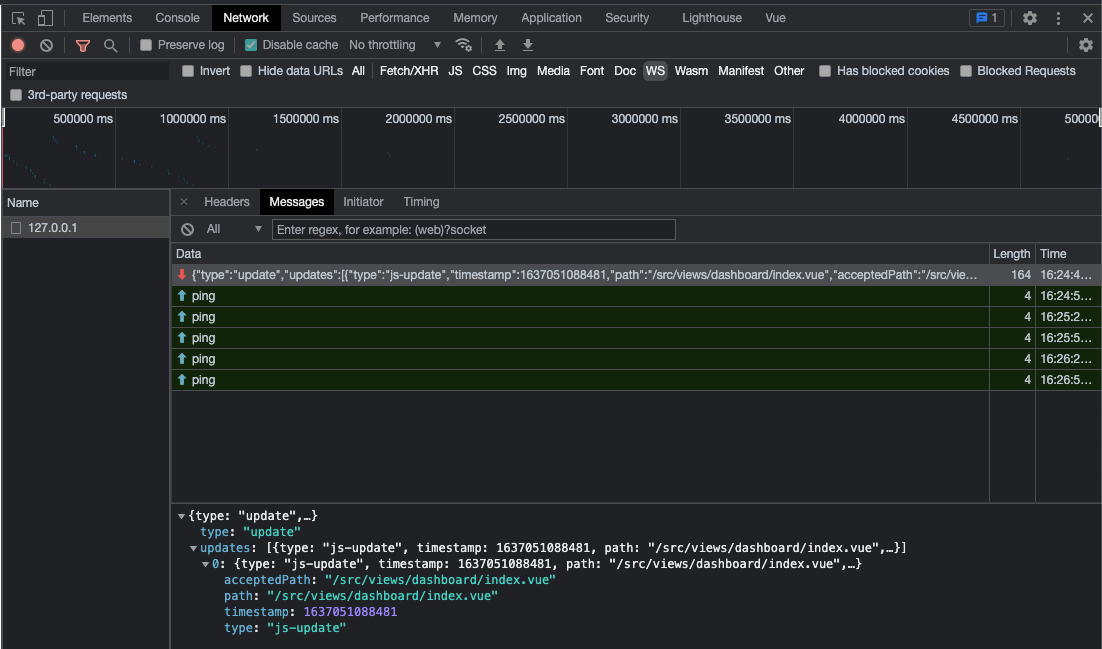 Elements Console Network Sources Performance Memory Application Security Lighthouse Vue 1
Preserve log Disable cache No throttling
Filter Invert Hide data URLs All Fetch/XHR JS CSS Img Media Font Doc WS Wasm Manifest Other Has blocked cookies Blocked Requests
3rd-party requests
500000 ms 1000000 ms 1500000 ms 2000000 ms 2500000 ms 3000000 ms 3500000 ms 4000000 ms 4500000 ms 50000
Name × Headers Messages Initiator Timing
127.0.0.1 All Enter regex, for example: (web)?socket
Data Length Time
{"type":"update","updates":[{"type":"js-update","timestamp":1637051088481,"path":"/src/views/dashboard/index.vue","acceptedPath":"/src/vie… 164 16:24:4…
ping 4 16:24:5…
ping 4 16:25:2…
ping 4 16:25:5…
ping 4 16:26:2…
ping 4 16:26:5…
{type: "update",…}
type: "update"
updates: [{type: "js-update", timestamp: 1637051088481, path: "/src/views/dashboard/index.vue",…}]
0: {type: "js-update", timestamp: 1637051088481, path: "/src/views/dashboard/index.vue",…}
acceptedPath: "/src/views/dashboard/index.vue"
path: "/src/views/dashboard/index.vue"
timestamp: 1637051088481
type: "js-update"